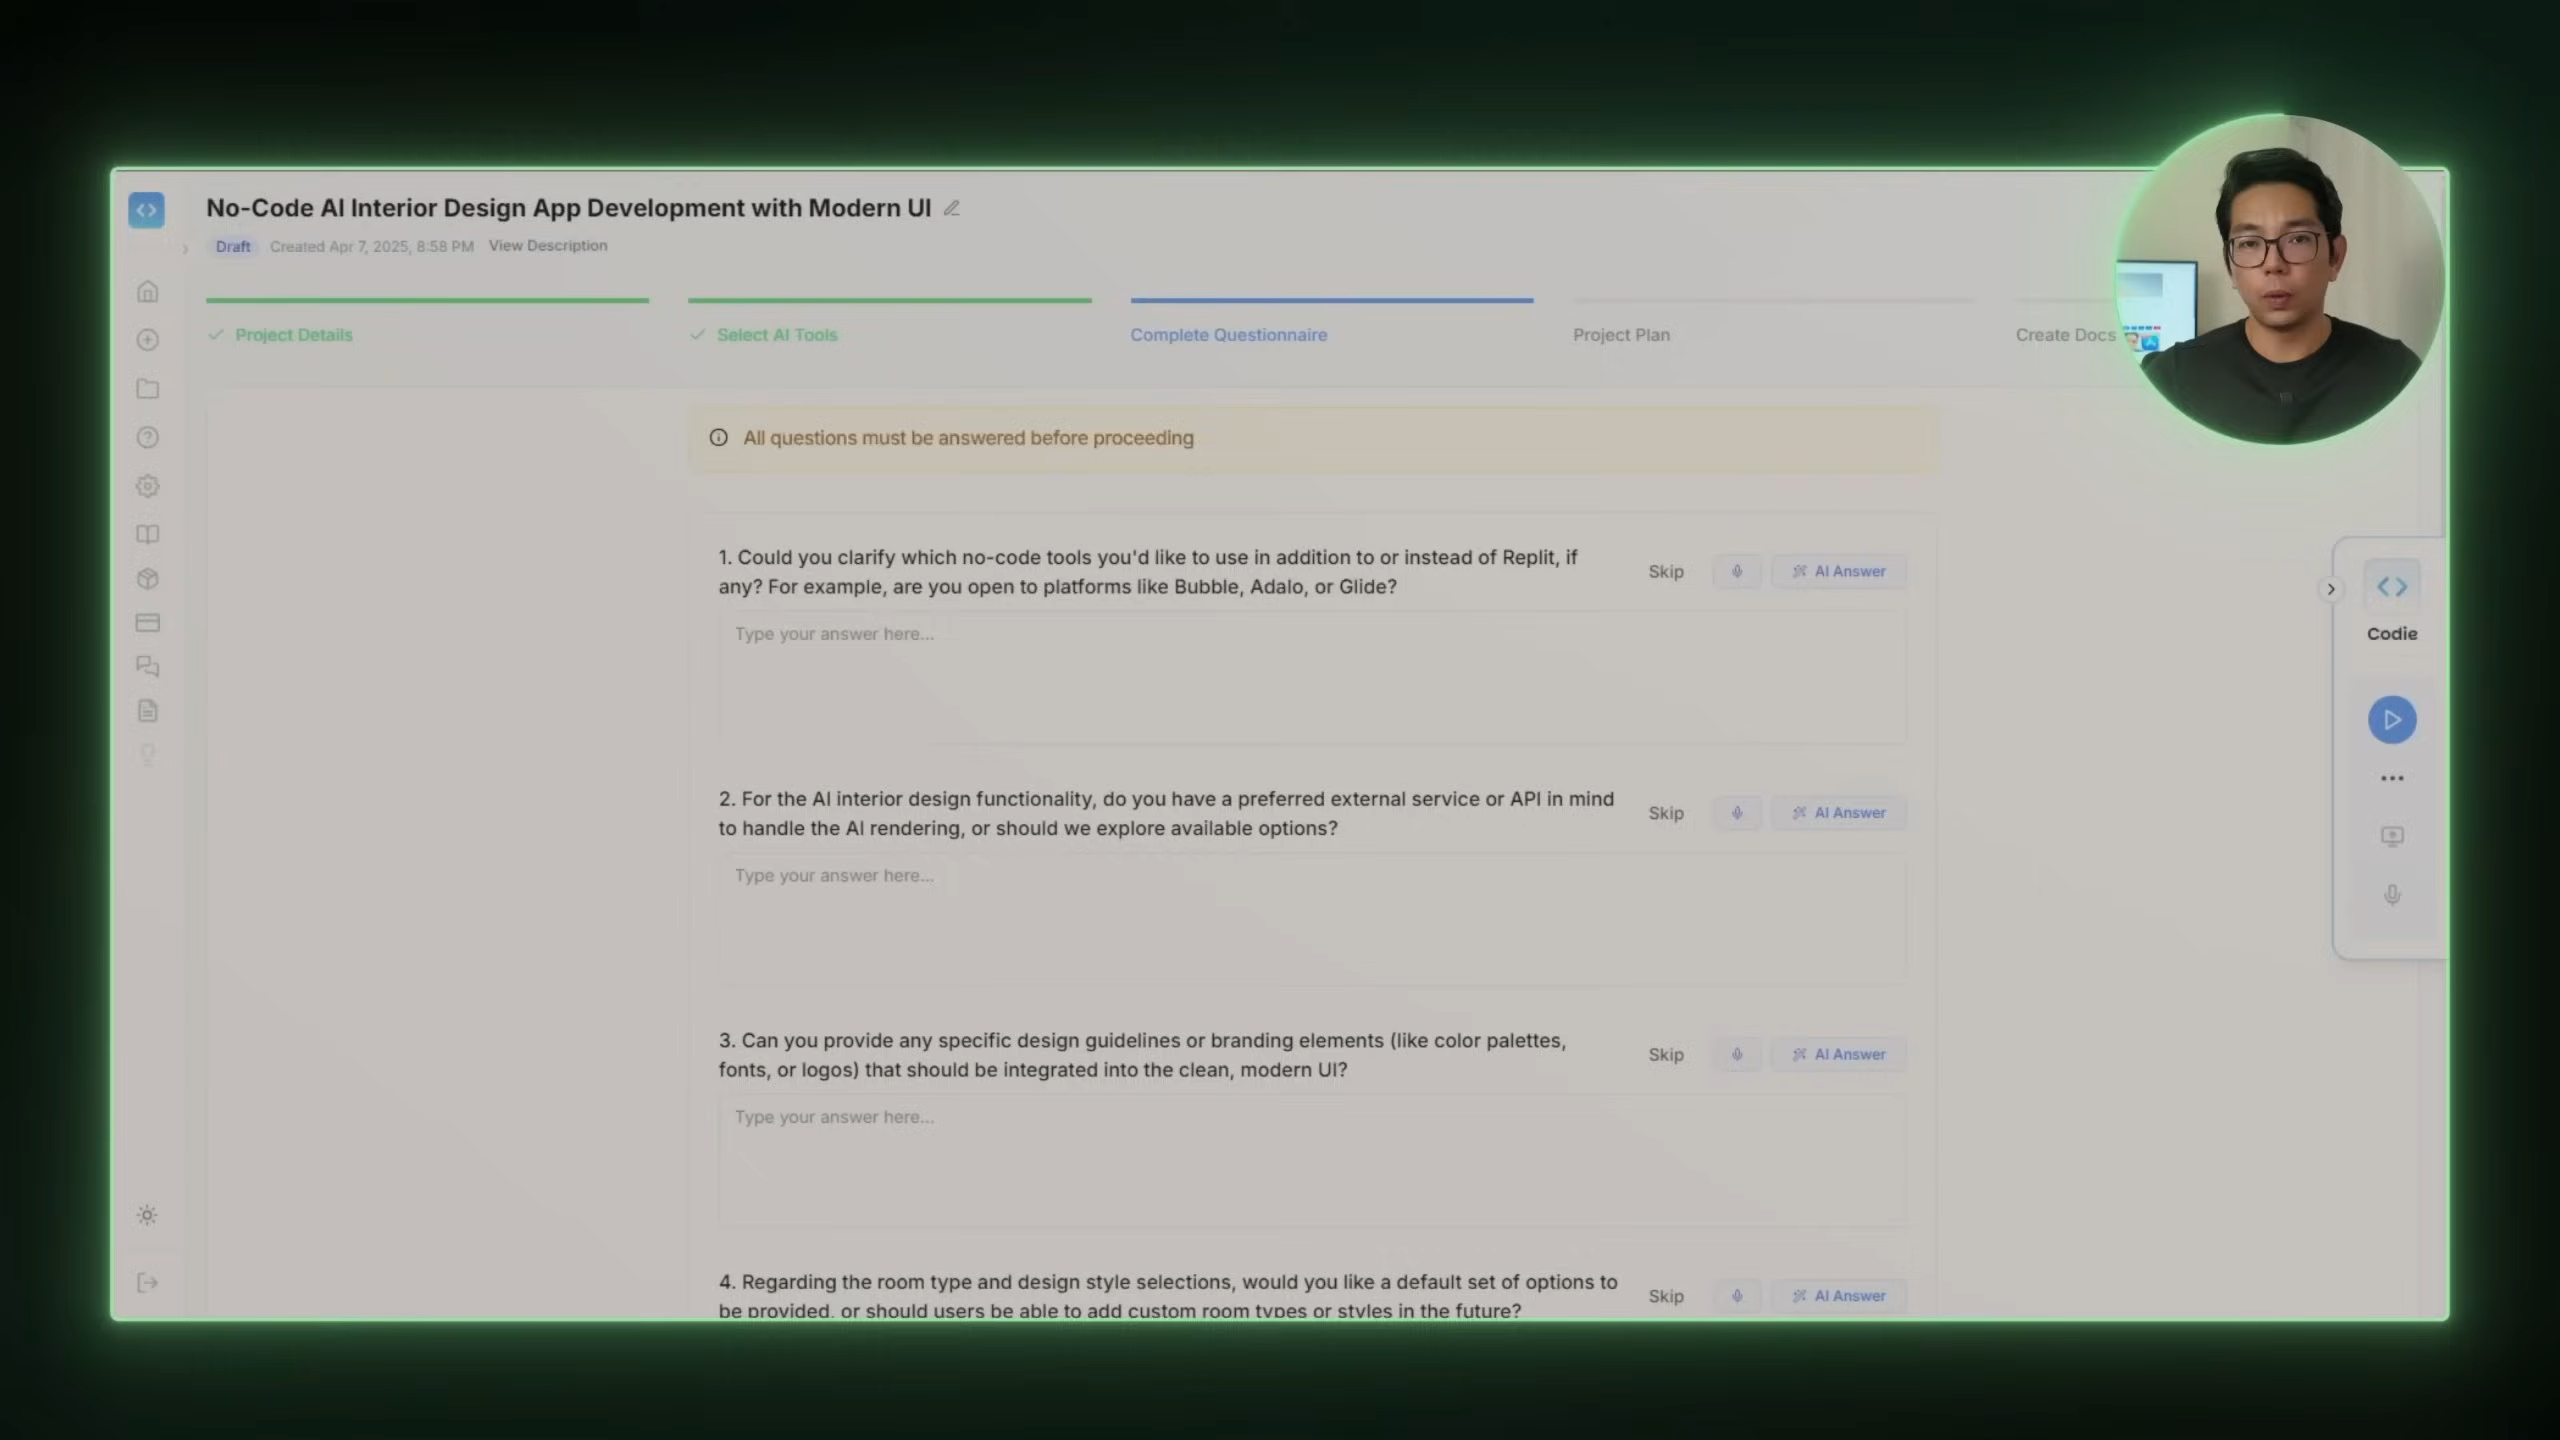 No-Code AI Interior Design App Development with Modern UI
Draft Created Apr 7, 2025, 8:58 PM View Description
Project Details
Select AI Tools
Complete Questionnaire
Project Plan
Create Docs
All questions must be answered before proceeding
1. Could you clarify which no-code tools you'd like to use in addition to or instead of Replit, if
any? For example, are you open to platforms like Bubble, Adalo, or Glide?
Skip
AI Answer
Type your answer here...
Codie
2. For the AI interior design functionality, do you have a preferred external service or API in mind
to handle the AI rendering, or should we explore available options?
Skip
AI Answer
Type your answer here...
3. Can you provide any specific design guidelines or branding elements (like color palettes,
fonts, or logos) that should be integrated into the clean, modern UI?
Skip
AI Answer
Type your answer here...
4. Regarding the room type and design style selections, would you like a default set of options to
be provided, or should users be able to add custom room types or styles in the future?
Skip
AI Answer